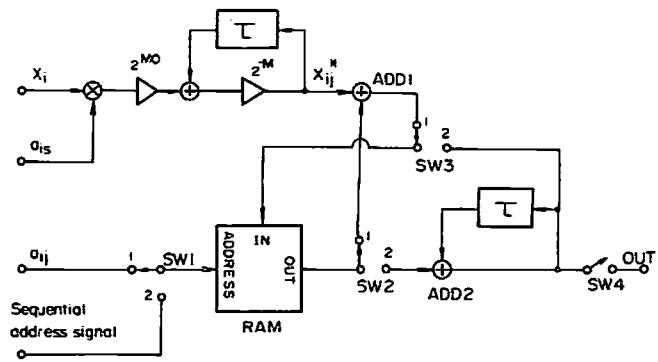 2^MO
τ
2^-M
X_i
X_ij^*
ADD1
a_is
1
2
SW3
τ
a_ij
1
SW1
2
ADDRESS
IN
OUT
1
2
SW2
ADD2
SW4
OUT
RAM
Sequential
address signal